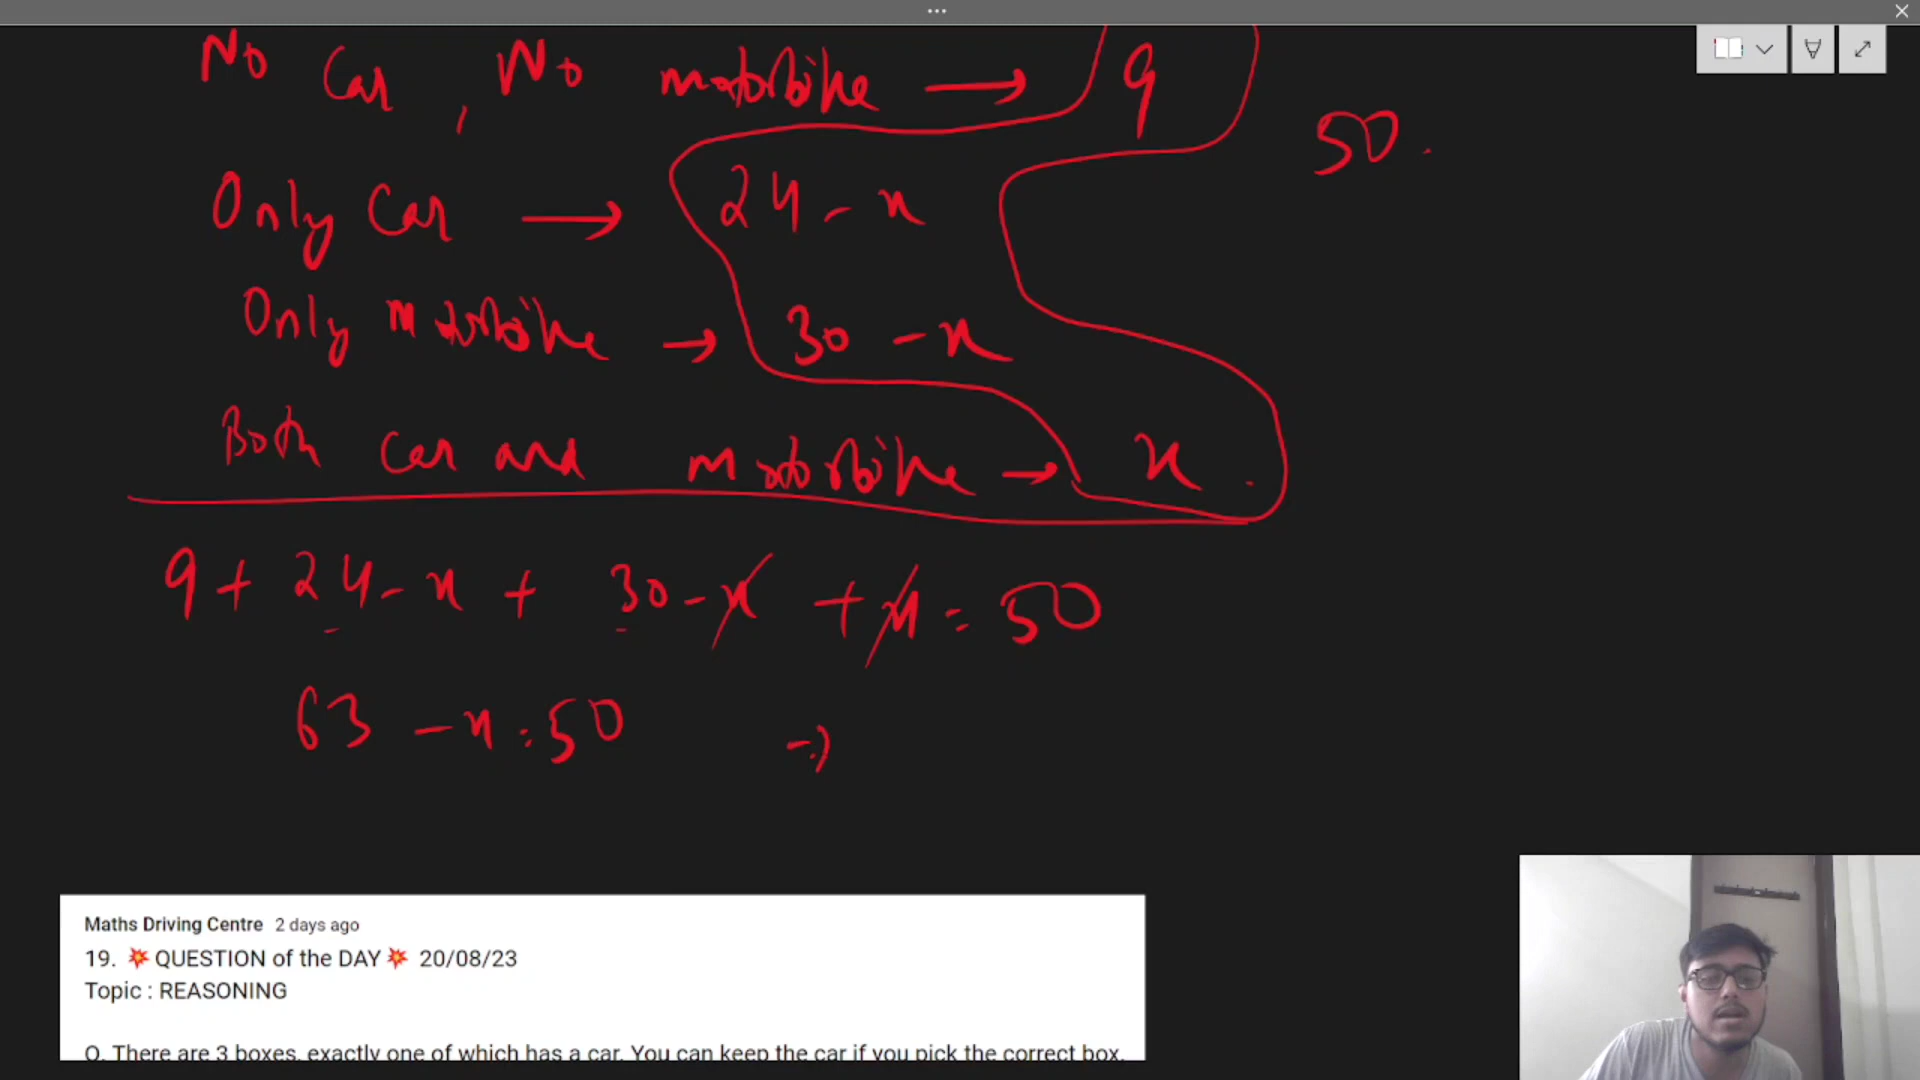 No Car, No motorbike → 9
50.
Only Car → 24 - x
Only motorbike → 30 - x
Both Car and motorbike → x.
9 + 24 - x + 30 - x + x = 50
63 - x = 50 ⇒
Maths Driving Centre 2 days ago
19. 💥 QUESTION of the DAY 💥 20/08/23
Topic : REASONING
Q. There are 3 boxes, exactly one of which has a car. You can keep the car if you pick the correct box.